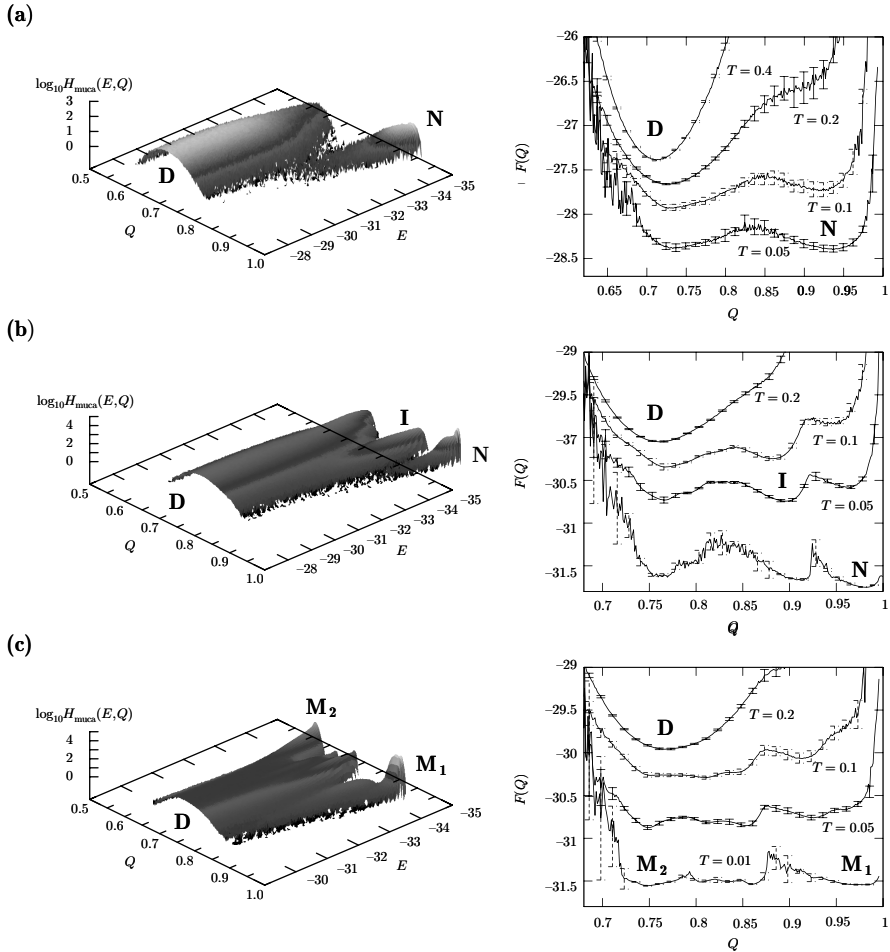 (a)
log₁₀H_muca(E,Q)
3
2
1
0
0.5
0.6
0.7
0.8
0.9
1.0
Q
D
N
−28
−29
−30
−31
−32
−33
−34
−35
E
−26
−26.5
−27
−27.5
−28
−28.5
F(Q)
T = 0.4
T = 0.2
T = 0.1
T = 0.05
D
N
0.65
0.7
0.75
0.8
0.85
0.9
0.95
1
Q
(b)
log₁₀H_muca(E,Q)
4
2
0
0.5
0.6
0.7
0.8
0.9
1.0
Q
D
I
N
−28
−29
−30
−31
−32
−33
−34
−35
E
−29
−29.5
−37
−30.5
−31
−31.5
F(Q)
D
T = 0.2
T = 0.1
I
T = 0.05
N
0.7
0.75
0.8
0.85
0.9
0.95
1
Q
(c)
log₁₀H_muca(E,Q)
4
2
0
0.5
0.6
0.7
0.8
0.9
1.0
Q
D
M₂
M₁
−30
−31
−32
−33
−34
−35
E
−29
−29.5
−30
−30.5
−31
−31.5
F(Q)
D
T = 0.2
T = 0.1
T = 0.05
M₂
T = 0.01
M₁
0.7
0.75
0.8
0.85
0.9
0.95
1
Q